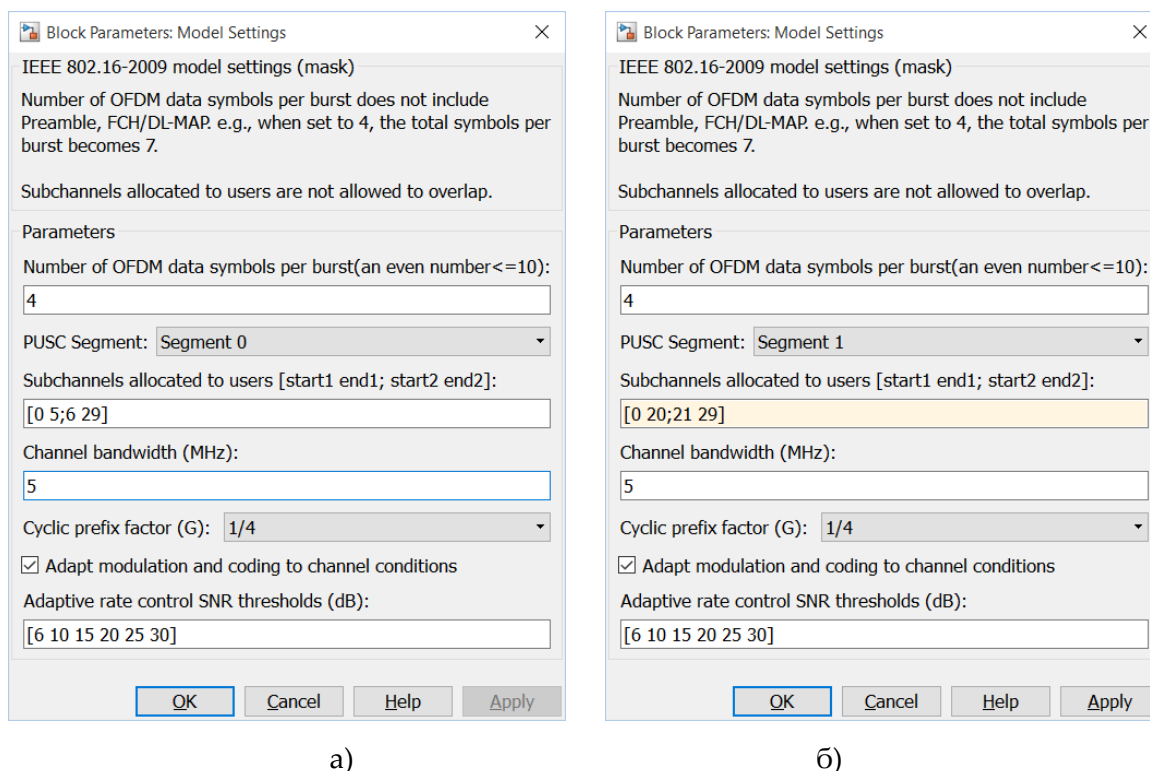 Block Parameters: Model Settings
IEEE 802.16-2009 model settings (mask)
Number of OFDM data symbols per burst does not include
Preamble, FCH/DL-MAP. e.g., when set to 4, the total symbols per
burst becomes 7.
Subchannels allocated to users are not allowed to overlap.
Parameters
Number of OFDM data symbols per burst(an even number<=10):
4
PUSC Segment: Segment 0
Subchannels allocated to users [start1 end1; start2 end2]:
[0 5;6 29]
Channel bandwidth (MHz):
5
Cyclic prefix factor (G): 1/4
Adapt modulation and coding to channel conditions
Adaptive rate control SNR thresholds (dB):
[6 10 15 20 25 30]
OK Cancel Help Apply
а)
Block Parameters: Model Settings
IEEE 802.16-2009 model settings (mask)
Number of OFDM data symbols per burst does not include
Preamble, FCH/DL-MAP. e.g., when set to 4, the total symbols per
burst becomes 7.
Subchannels allocated to users are not allowed to overlap.
Parameters
Number of OFDM data symbols per burst(an even number<=10):
4
PUSC Segment: Segment 1
Subchannels allocated to users [start1 end1; start2 end2]:
[0 20;21 29]
Channel bandwidth (MHz):
5
Cyclic prefix factor (G): 1/4
Adapt modulation and coding to channel conditions
Adaptive rate control SNR thresholds (dB):
[6 10 15 20 25 30]
OK Cancel Help Apply
б)